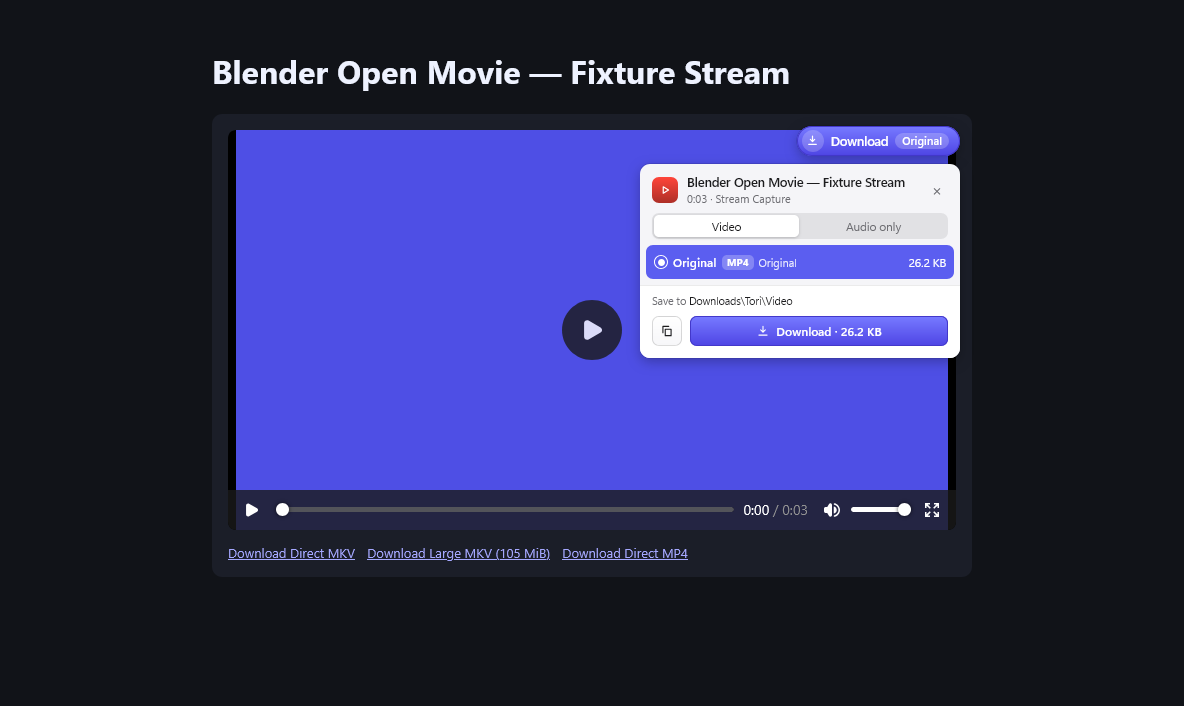 Blender Open Movie — Fixture Stream
Download Original
Blender Open Movie — Fixture Stream
0:03 · Stream Capture
Video Audio only
Original MP4 Original 26.2 KB
Save to Downloads\Tori\Video
Download · 26.2 KB
0:00 / 0:03
Download Direct MKV Download Large MKV (105 MiB) Download Direct MP4